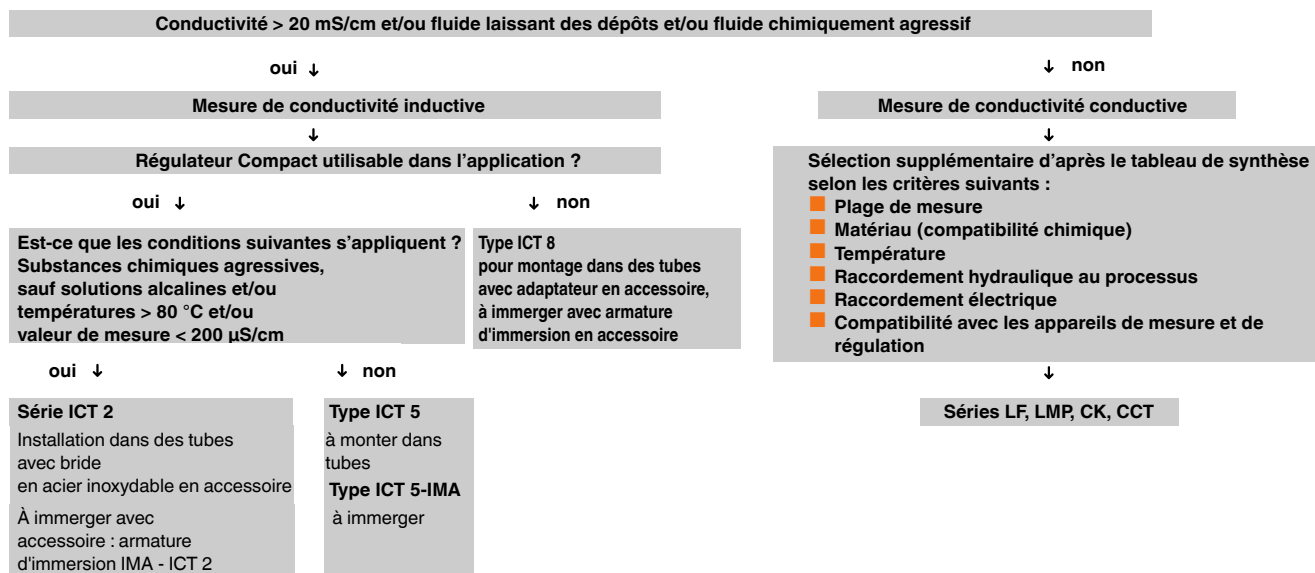 Conductivité > 20 mS/cm et/ou fluide laissant des dépôts et/ou fluide chimiquement agressif
oui ↓
↓ non
Mesure de conductivité inductive
Mesure de conductivité conductive
↓
↓
Régulateur Compact utilisable dans l'application ?
Sélection supplémentaire d'après le tableau de synthèse
selon les critères suivants :
Plage de mesure
Matériau (compatibilité chimique)
Température
Raccordement hydraulique au processus
Raccordement électrique
Compatibilité avec les appareils de mesure et de
régulation
oui ↓
↓ non
Est-ce que les conditions suivantes s'appliquent ?
Substances chimiques agressives,
sauf solutions alcalines et/ou
températures > 80 °C et/ou
valeur de mesure < 200 µS/cm
Type ICT 8
pour montage dans des tubes
avec adaptateur en accessoire,
à immerger avec armature
d'immersion en accessoire
oui ↓
↓ non
↓
Série ICT 2
Installation dans des tubes
avec bride
en acier inoxydable en accessoire
À immerger avec
accessoire : armature
d'immersion IMA - ICT 2
Type ICT 5
à monter dans
tubes
Type ICT 5-IMA
à immerger
Séries LF, LMP, CK, CCT